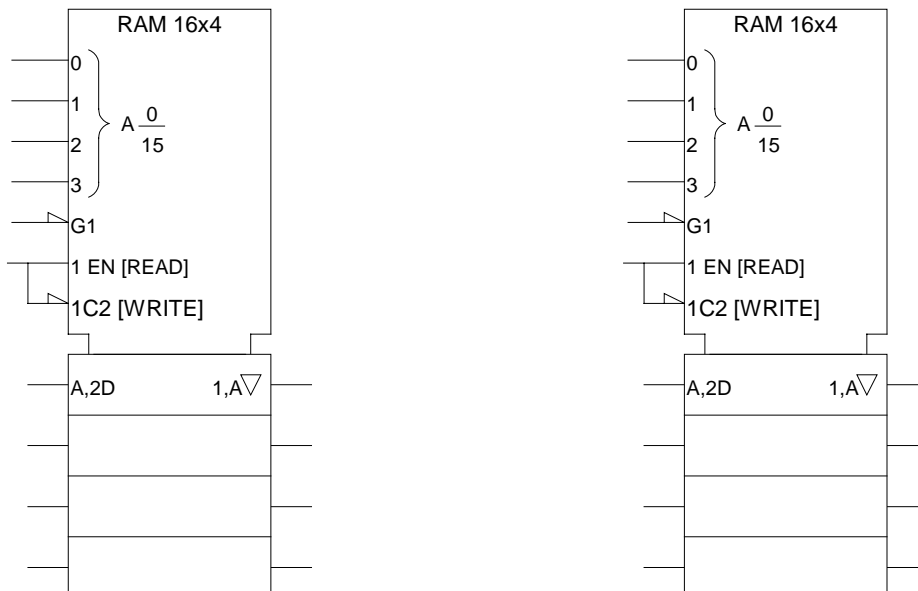 RAM 16x4
0
1
A 0
15
2
3
G1
1 EN [READ]
1C2 [WRITE]
A,2D 1,A▽
RAM 16x4
0
1
A 0
15
2
3
G1
1 EN [READ]
1C2 [WRITE]
A,2D 1,A▽